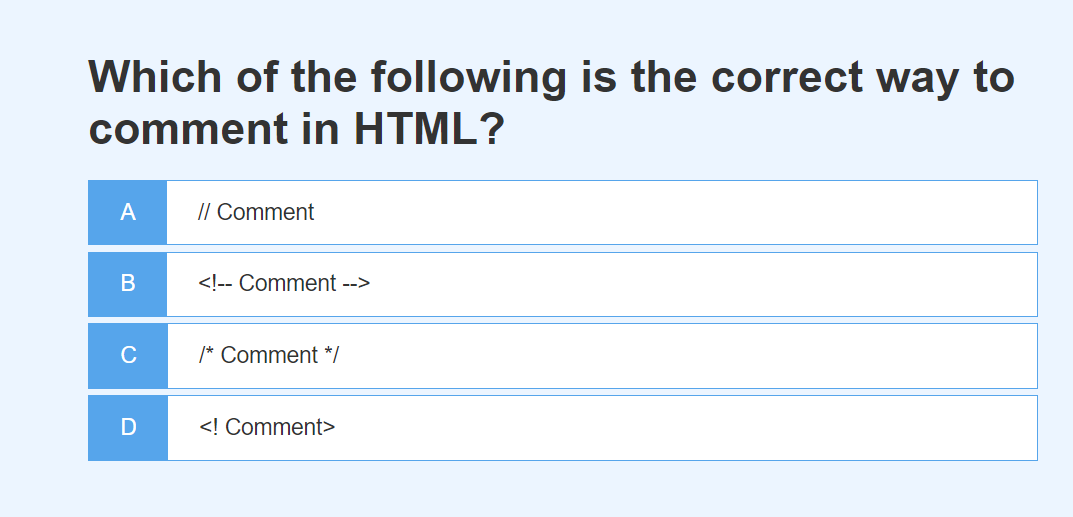 Which of the following is the correct way to
comment in HTML?
A // Comment
B <!-- Comment -->
C /* Comment */
D <! Comment>